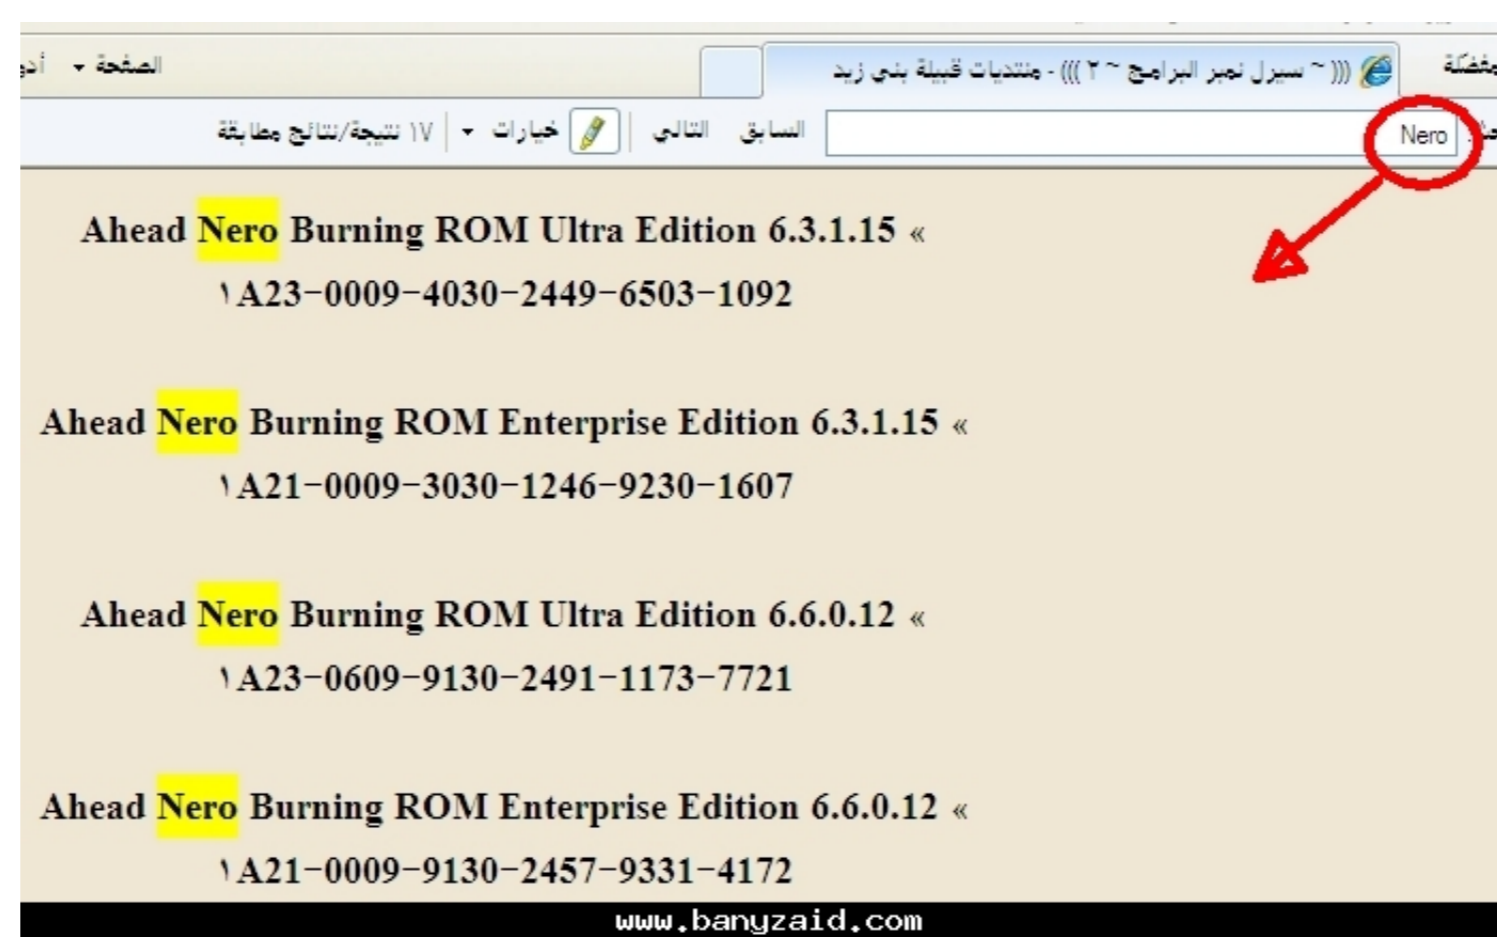 مفضّلة ((( ~ سيرل نمبر البرامج ~ ٢ ))) - منتديات قبيلة بني زيد الصفحة أدو
Nero السابق التالي خيارات ١٧ نتيجة/نتائج مطابقة
Ahead Nero Burning ROM Ultra Edition 6.3.1.15 «
١A23-0009-4030-2449-6503-1092
Ahead Nero Burning ROM Enterprise Edition 6.3.1.15 «
١A21-0009-3030-1246-9230-1607
Ahead Nero Burning ROM Ultra Edition 6.6.0.12 «
١A23-0609-9130-2491-1173-7721
Ahead Nero Burning ROM Enterprise Edition 6.6.0.12 «
١A21-0009-9130-2457-9331-4172
www.banyzaid.com